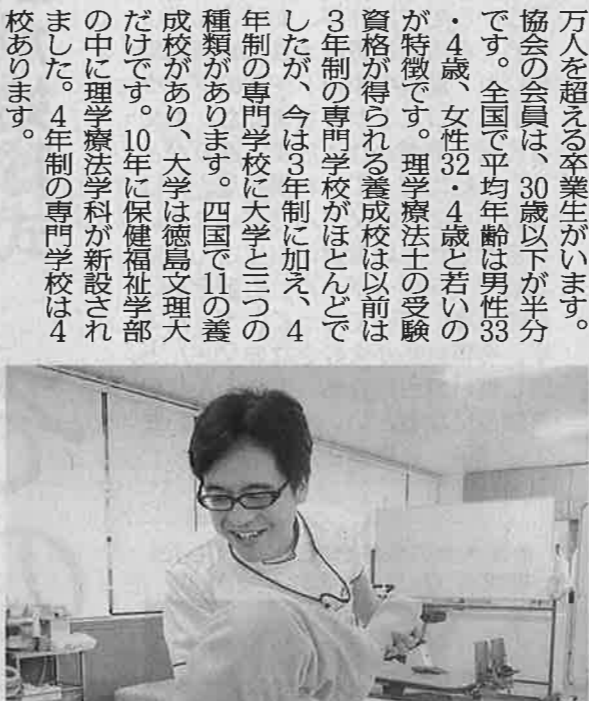 万人を超える卒業生がいます。
協会の会員は、30歳以下が半分
です。全国で平均年齢は男性33
・4歳、女性32・4歳と若いの
が特徴です。理学療法士の受験
資格が得られる養成校は以前は
3年制の専門学校がほとんどで
したが、今は3年制に加え、4
年制の専門学校に大学と三つの
種類があります。四国で11の養
成校があり、大学は徳島文理大
だけです。10年に保健福祉学部
の中に理学療法学科が新設され
ました。4年制の専門学校は4
校あります。